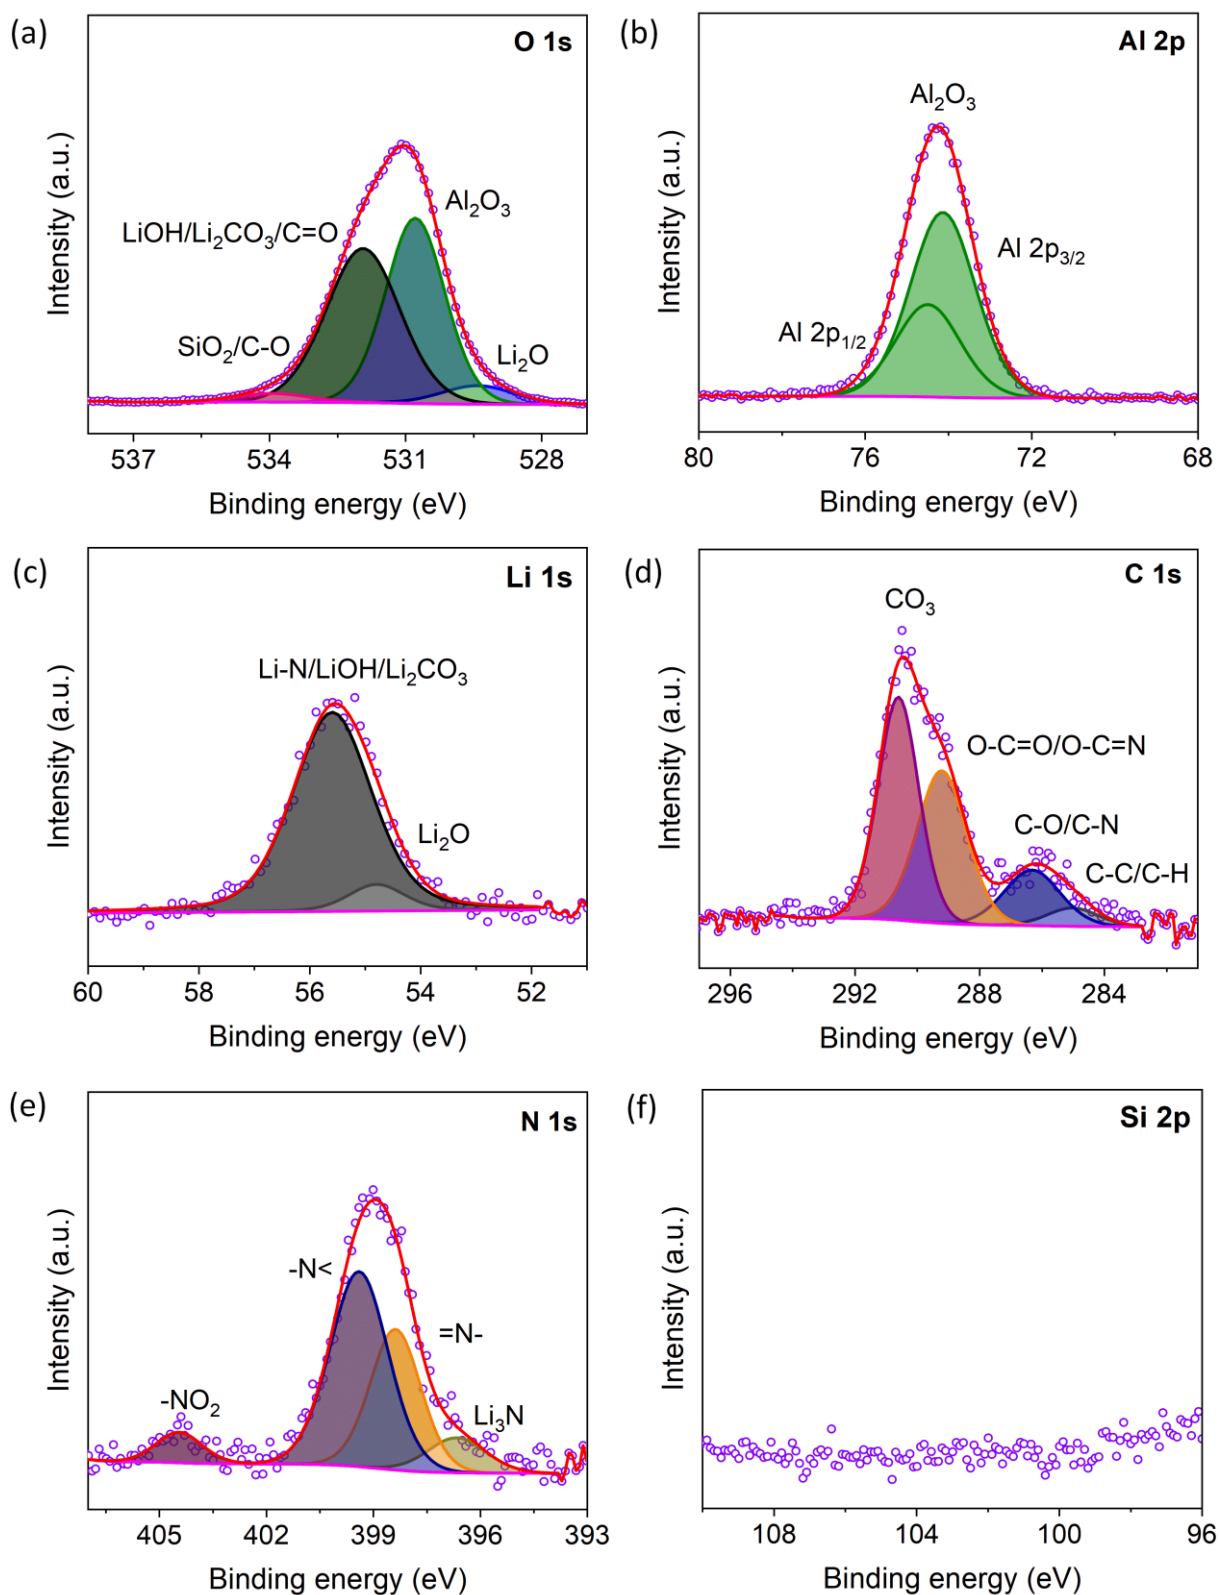 (a)
O 1s
Intensity (a.u.)
Al₂O₃
LiOH/Li₂CO₃/C=O
SiO₂/C-O
Li₂O
537
534
531
528
Binding energy (eV)
(b)
Al 2p
Intensity (a.u.)
Al₂O₃
Al 2p₃/₂
Al 2p₁/₂
80
76
72
68
Binding energy (eV)
(c)
Li 1s
Intensity (a.u.)
Li-N/LiOH/Li₂CO₃
Li₂O
60
58
56
54
52
Binding energy (eV)
(d)
C 1s
Intensity (a.u.)
CO₃
O-C=O/O-C=N
C-O/C-N
C-C/C-H
296
292
288
284
Binding energy (eV)
(e)
N 1s
Intensity (a.u.)
-N<
=N-
-NO₂
Li₃N
405
402
399
396
393
Binding energy (eV)
(f)
Si 2p
Intensity (a.u.)
108
104
100
96
Binding energy (eV)